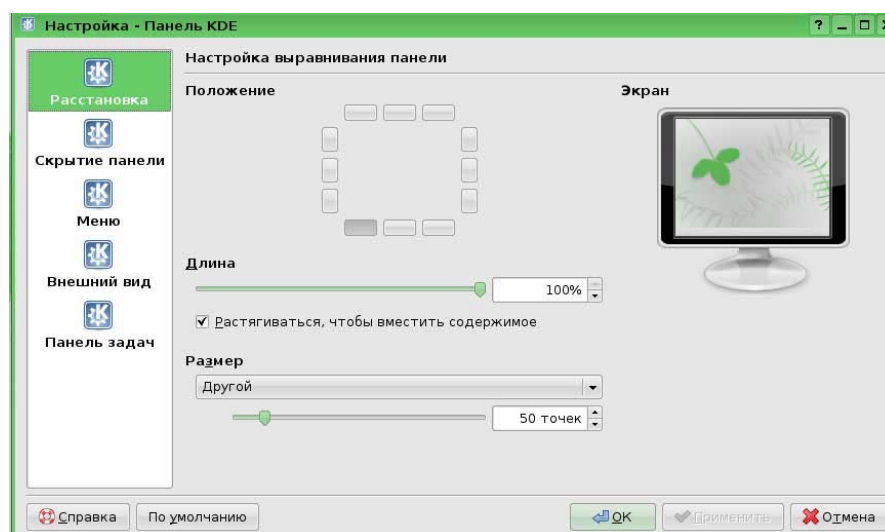 Настройка - Панель KDE
Расстановка
Скрытие панели
Меню
Внешний вид
Панель задач
Настройка выравнивания панели
Положение
Экран
Длина
100%
Растягиваться, чтобы вместить содержимое
Размер
Другой
50 точек
Справка
По умолчанию
OK
Применить
Отмена